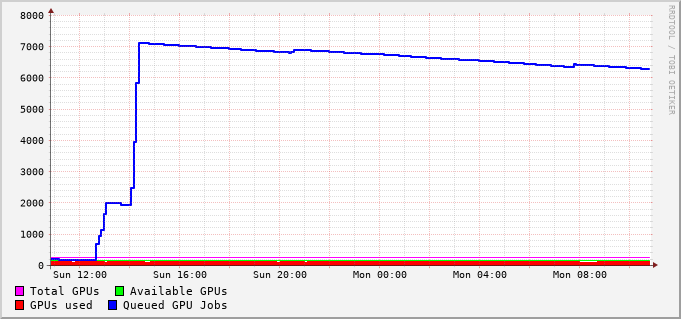 8000
7000
6000
5000
4000
3000
2000
1000
0
Sun 12:00 Sun 16:00 Sun 20:00 Mon 00:00 Mon 04:00 Mon 08:00
Total GPUs Available GPUs
GPUs used Queued GPU Jobs
RRDTOOL / TOBI OETIKER